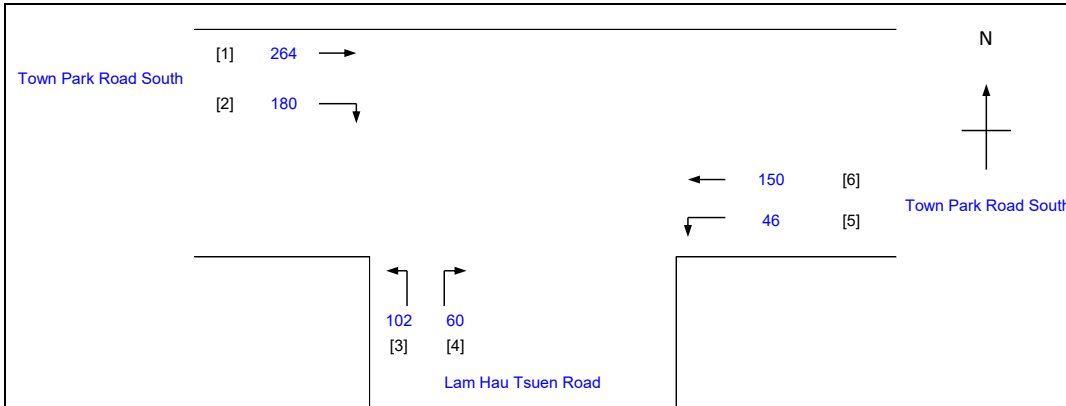 [1] 264
N
Town Park Road South
[2] 180
150 [6]
Town Park Road South
46 [5]
102 60
[3] [4]
Lam Hau Tsuen Road